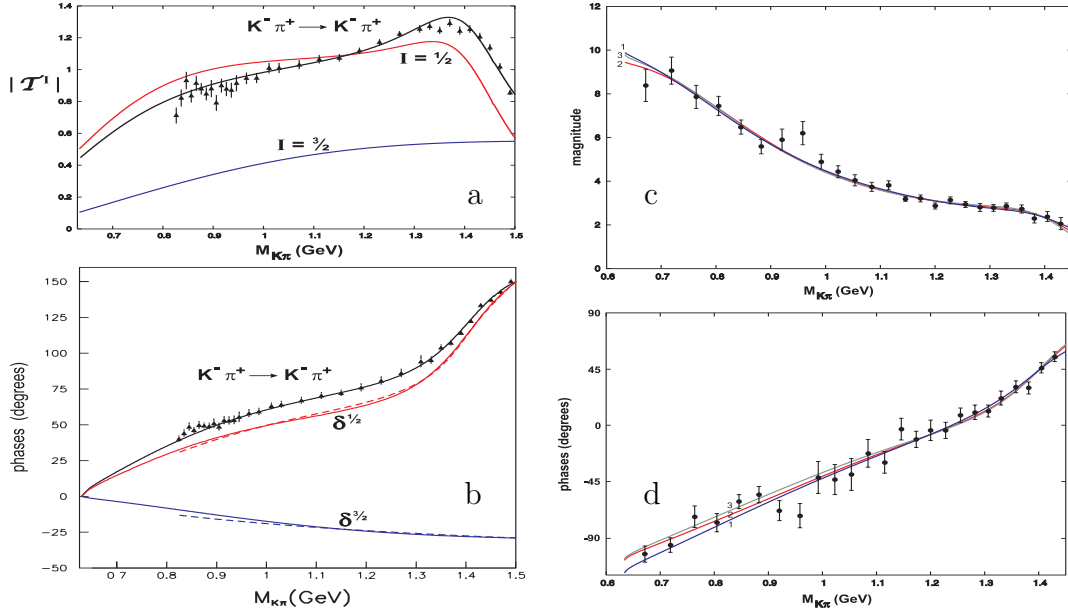 K⁻ π⁺ → K⁻ π⁺
1.4
1.2
1.0
0.8
0.6
0.4
0.2
0
|𝒯ᴵ|
I = ½
I = 3/2
a
0.7 0.8 0.9 1 1.1 1.2 1.3 1.4 1.5
M_Kπ (GeV)
150
125
100
75
50
25
0
−25
−50
phases (degrees)
K⁻ π⁺ → K⁻ π⁺
δ^½
δ^3/2
b
0 7 0.8 0.9 1 1.1 1.2 1.3 1.4 1.5
M_Kπ (GeV)
12
10
8
6
4
2
0
magnitude
1
3
2
c
0.6 0.7 0.8 0.9 1 1.1 1.2 1.3 1.4
M_Kπ (GeV)
90
45
0
-45
-90
phases (degrees)
3
2
1
d
0.6 0.7 0.8 0.9 1 1.1 1.2 1.3 1.4
M_Kπ (GeV)